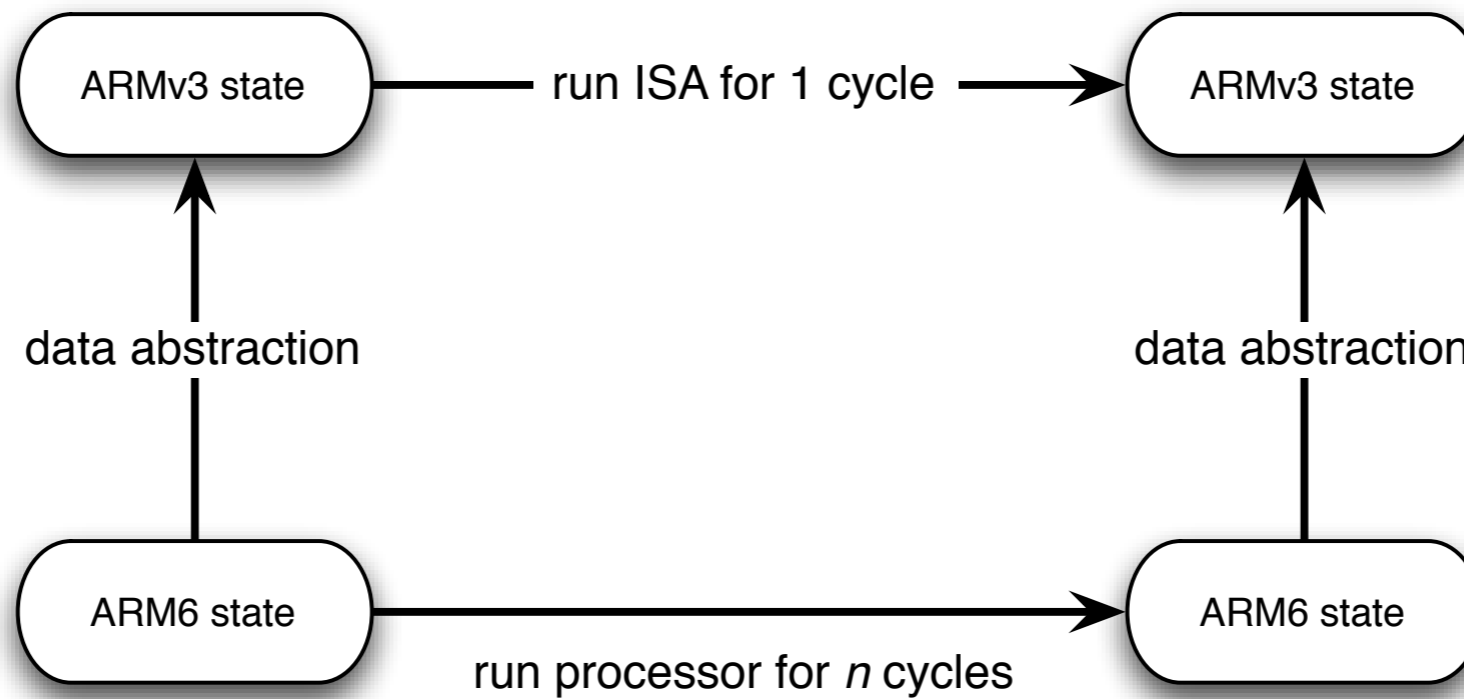 ARMv3 state
run ISA for 1 cycle
ARMv3 state
data abstraction
data abstraction
ARM6 state
ARM6 state
run processor for n cycles